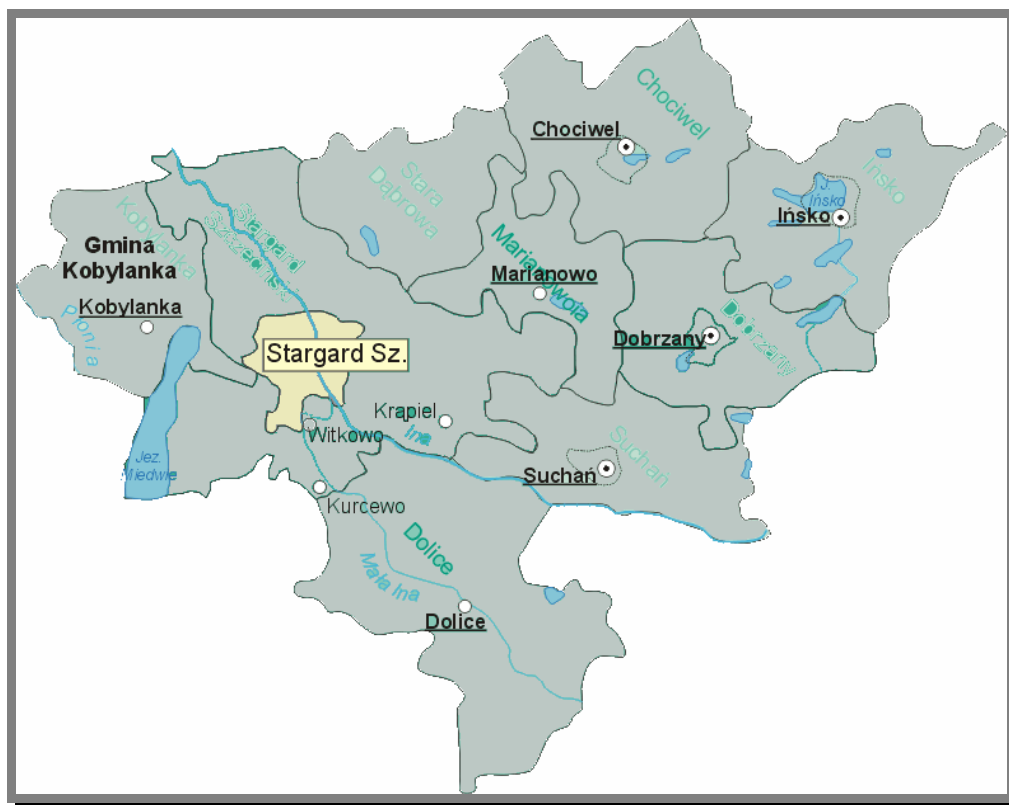 Chociwel
Chociwel
Ińsko
Stara
Dąbrowa
J.
Ińsko
Ińsko
Kobylanka
Stargard
Szczeciński
Gmina
Kobylanka
Marianowo
Marianowoia
Kobylanka
Płonia
Dobrzany
Dobrzany
Stargard Sz.
Krąpiel
Ina
Witkowo
Suchań
Suchań
Jez.
Miedwie
Kurcewo
Dolice
Mała Ina
Dolice